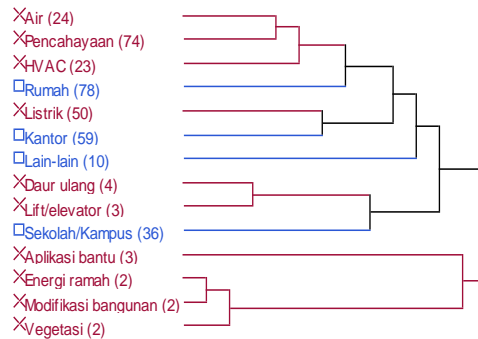 Air (24)
Pencahayaan (74)
HVAC (23)
Rumah (78)
Listrik (50)
Kantor (59)
Lain-lain (10)
Daur ulang (4)
Lift/elevator (3)
Sekolah/Kampus (36)
Aplikasi bantu (3)
Energi ramah (2)
Modifikasi bangunan (2)
Vegetasi (2)